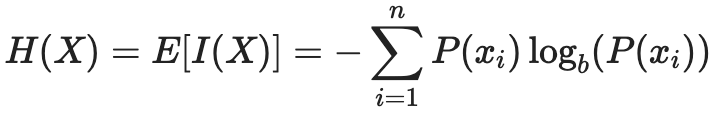 H(X) = E[I(X)] = − ∑_{i=1}^{n} P(x_i) log_b(P(x_i))